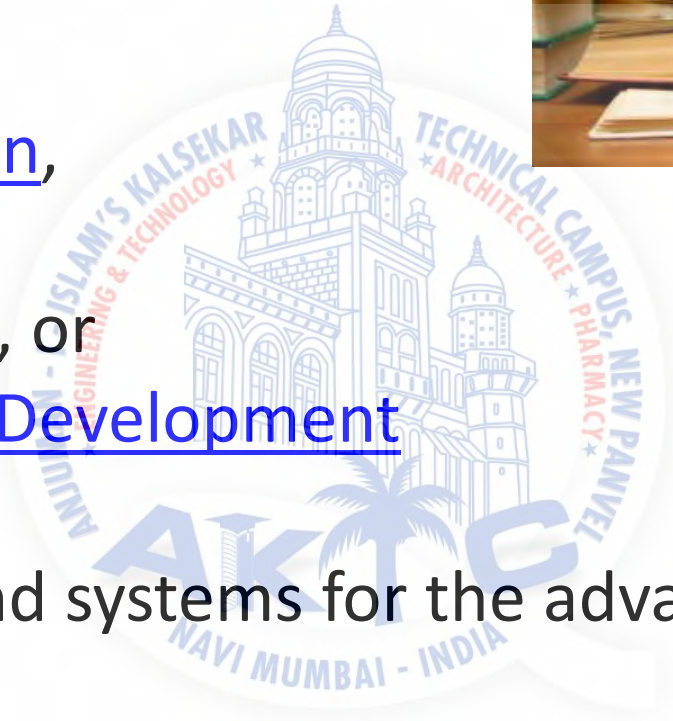 n,
, or
Development
nd systems for the adva
ANJUMAN - I - ISLAM'S KALSEKAR TECHNICAL CAMPUS, NEW PANVEL
ENGINEERING & TECHNOLOGY ★ ★ ARCHITECTURE ★ PHARMACY ★
AKTC
NAVI MUMBAI - INDIA